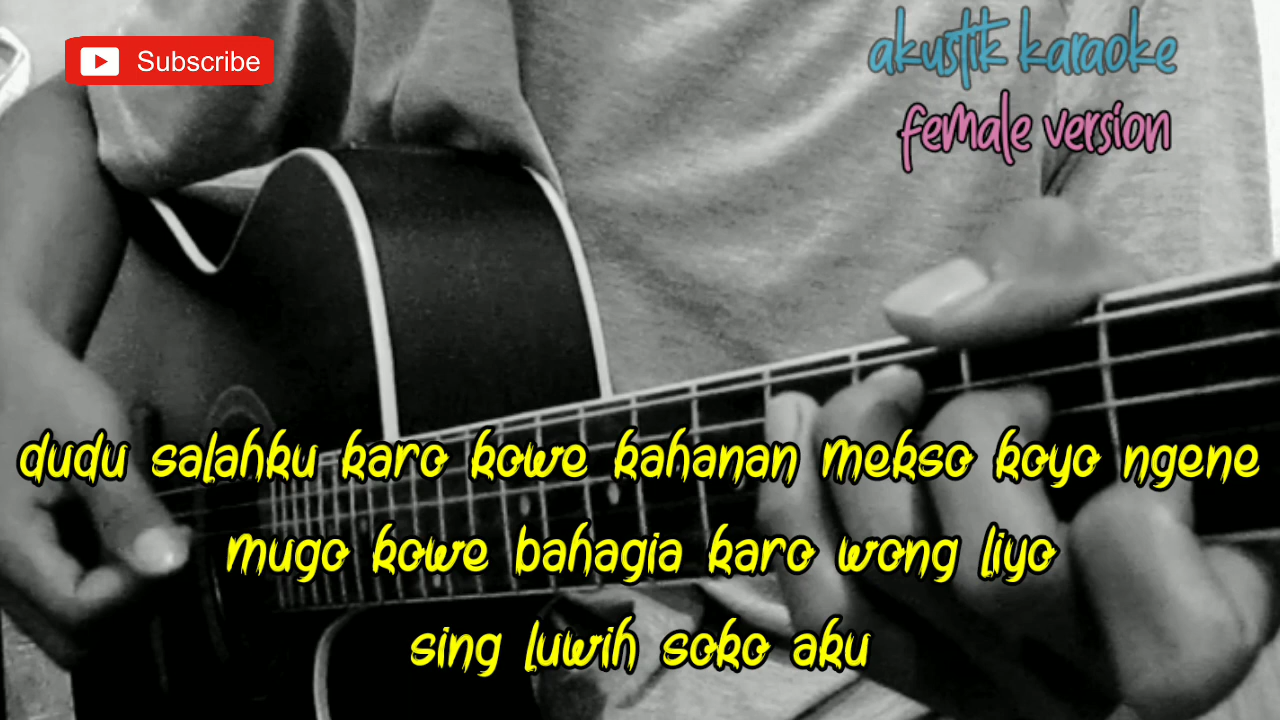 Subscribe
akustik karaoke
female version
dudu salahku karo kowe kahanan mekso koyo ngene
mugo kowe bahagia karo wong liyo
sing luwih soko aku